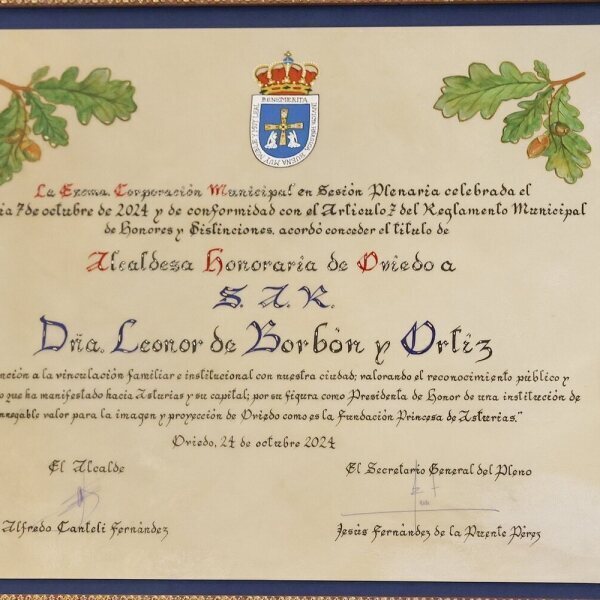 BENEMERITA
La Excma. Corporación Municipal en Sesión Plenaria celebrada el
ia 7 de octubre de 2024 y de conformidad con el Articulo 7 del Reglamento Municipal
de Honores y Distinciones, acordó conceder el título de
Alcaldesa Honoraria de Oviedo a
S. A. R.
Dña. Leonor de Borbón y Ortiz
nción a la vinculación familiar e institucional con nuestra ciudad; valorando el reconocimiento público y
o que ha manifestado hacia Asturias y su capital; por su figura como Presidenta de Honor de una institución de
nnegable valor para la imagen y proyección de Oviedo como es la Fundación Princesa de Asturias."
Oviedo, 24 de octubre 2024
El Alcalde
El Secretario General del Pleno
Alfredo Canteli Fernández
Jesús Fernández de la Puente Pérez